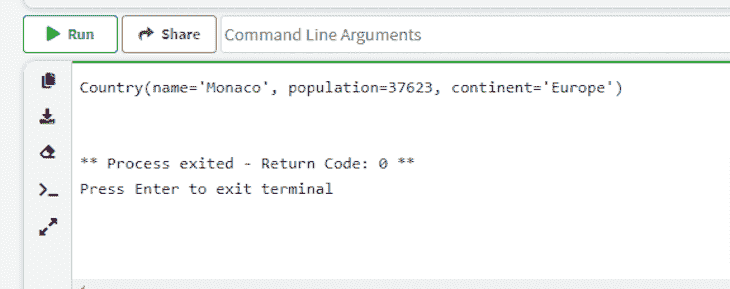 Run Share Command Line Arguments
Country(name='Monaco', population=37623, continent='Europe')
** Process exited - Return Code: 0 **
Press Enter to exit terminal